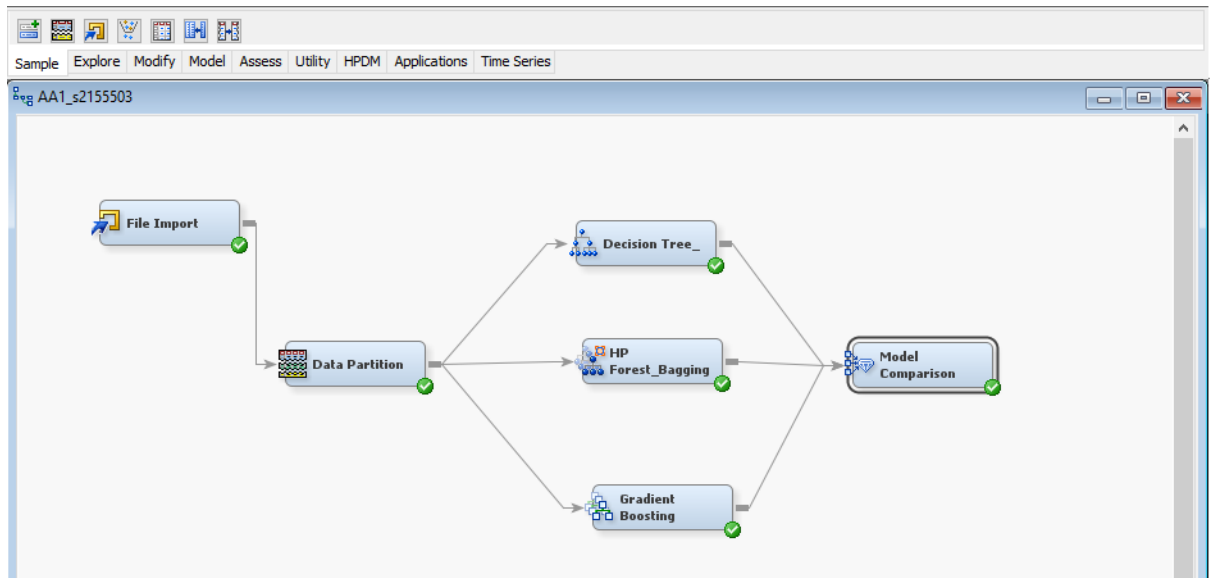 Sample Explore Modify Model Assess Utility HPDM Applications Time Series
AA1_s2155503
File Import
Data Partition
Decision Tree_
HP
Forest_Bagging
Gradient
Boosting
Model
Comparison